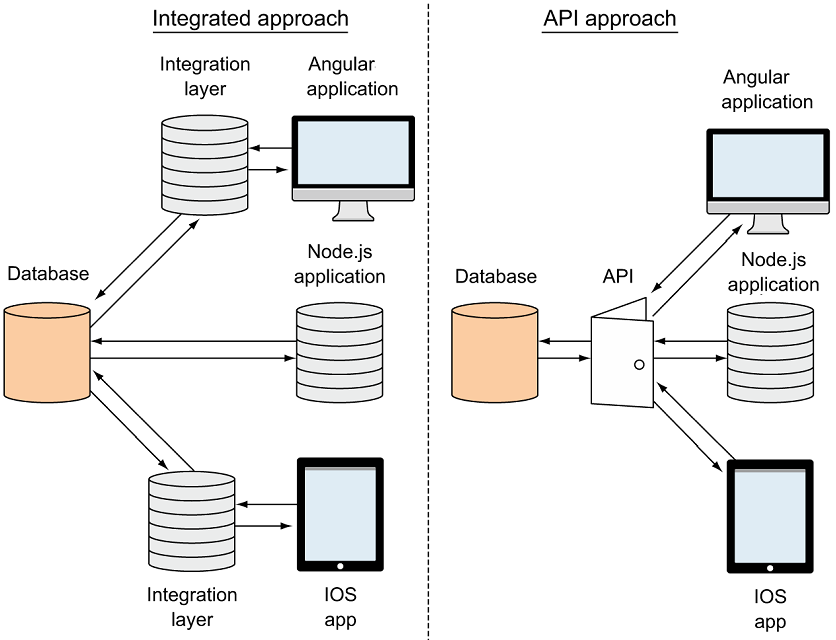 Integrated approach
Integration
layer
Angular
application
Database
Node.js
application
Integration
layer
IOS
app
API approach
Angular
application
Database
API
Node.js
application
IOS
app